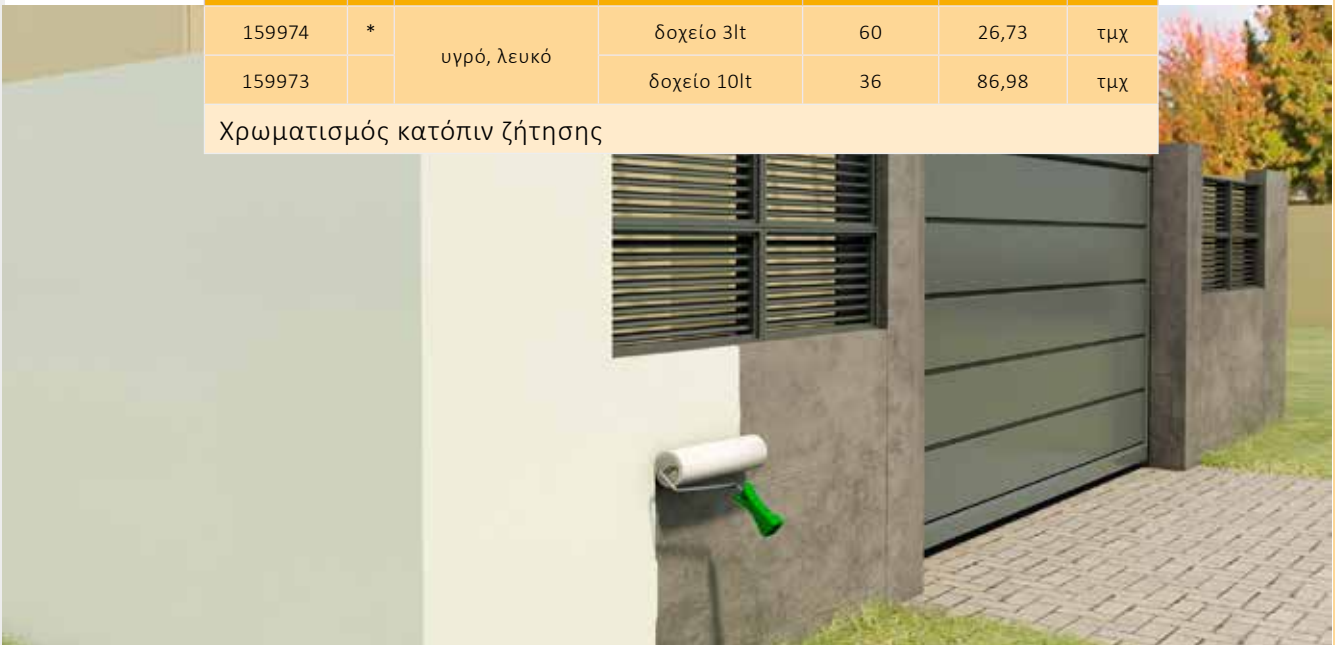 159974 * υγρό, λευκό δοχείο 3lt 60 26,73 τμχ
159973 δοχείο 10lt 36 86,98 τμχ
Χρωματισμός κατόπιν ζήτησης